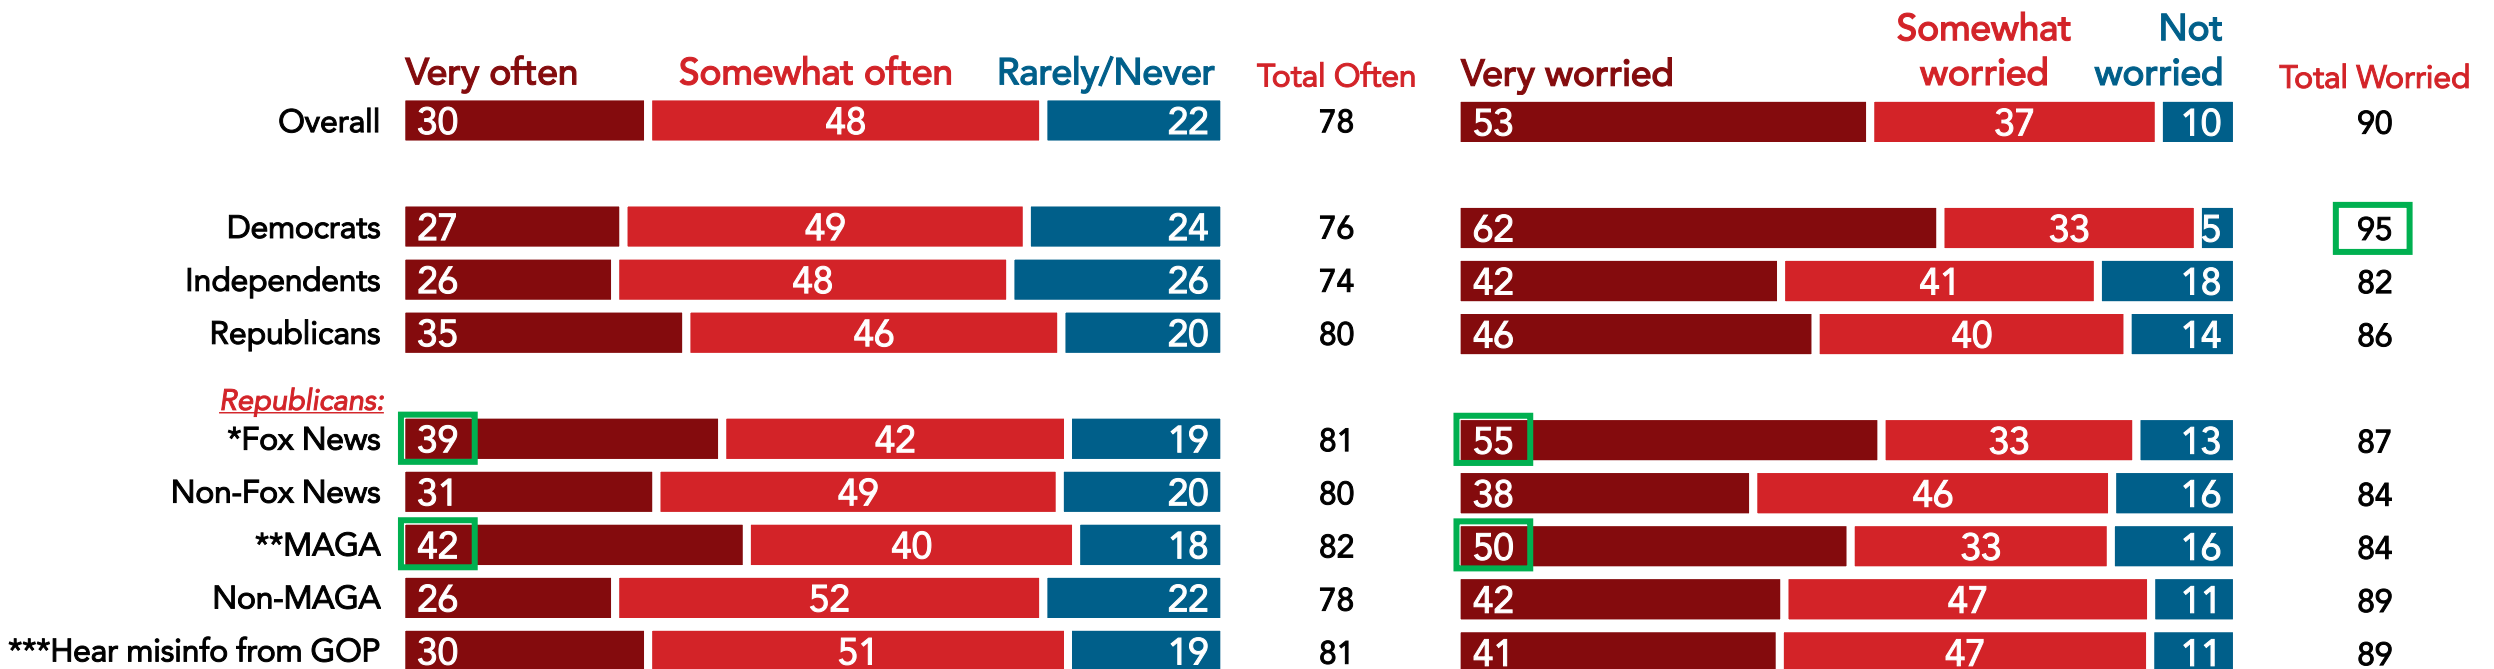 Very often Somewhat often Rarely/Never Total Often Very worried Somewhat worried Not worried Total Worried
Overall 30 48 22 78 53 37 10 90
Democrats 27 49 24 76 62 33 5 95
Independents 26 48 26 74 42 41 18 82
Republicans 35 46 20 80 46 40 14 86
Republicans:
*Fox News 39 42 19 81 55 33 13 87
Non-Fox News 31 49 20 80 38 46 16 84
**MAGA 42 40 18 82 50 33 16 84
Non-MAGA 26 52 22 78 42 47 11 89
***Hear misinfo from GOP 30 51 19 81 41 47 11 89